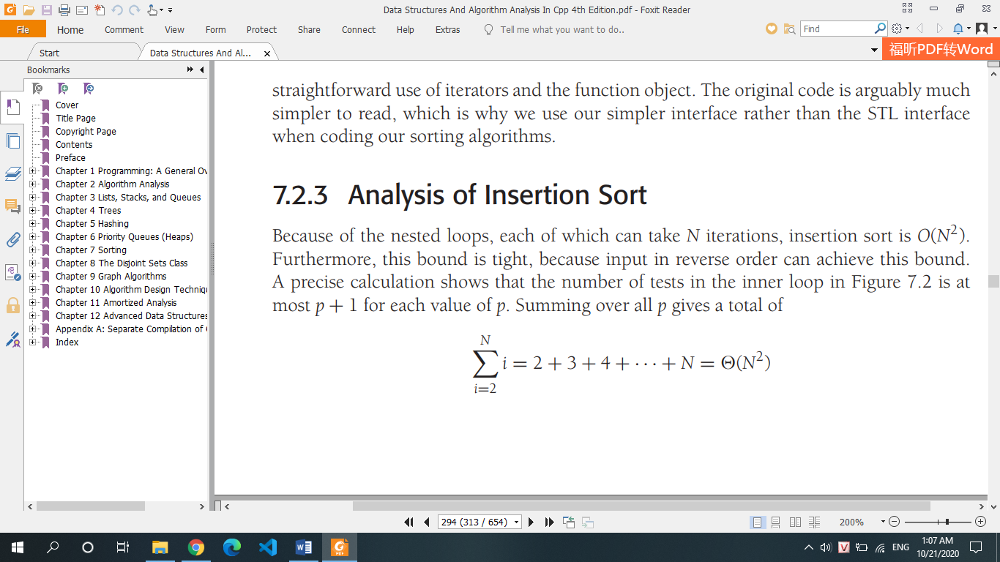 Data Structures And Algorithm Analysis In Cpp 4th Edition.pdf - Foxit Reader
File Home Comment View Form Protect Share Connect Help Extras Tell me what you want to do.. Find
Start Data Structures And Al... 福昕PDF转Word
Bookmarks
Cover
Title Page
Copyright Page
Contents
Preface
Chapter 1 Programming: A General Ov
Chapter 2 Algorithm Analysis
Chapter 3 Lists, Stacks, and Queues
Chapter 4 Trees
Chapter 5 Hashing
Chapter 6 Priority Queues (Heaps)
Chapter 7 Sorting
Chapter 8 The Disjoint Sets Class
Chapter 9 Graph Algorithms
Chapter 10 Algorithm Design Techniqu
Chapter 11 Amortized Analysis
Chapter 12 Advanced Data Structures
Appendix A: Separate Compilation of
Index
straightforward use of iterators and the function object. The original code is arguably much
simpler to read, which is why we use our simpler interface rather than the STL interface
when coding our sorting algorithms.
7.2.3 Analysis of Insertion Sort
Because of the nested loops, each of which can take N iterations, insertion sort is O(N²).
Furthermore, this bound is tight, because input in reverse order can achieve this bound.
A precise calculation shows that the number of tests in the inner loop in Figure 7.2 is at
most p + 1 for each value of p. Summing over all p gives a total of
N
∑ i = 2 + 3 + 4 + · · · + N = Θ(N²)
i=2
294 (313 / 654) 200%
ENG 1:07 AM
10/21/2020